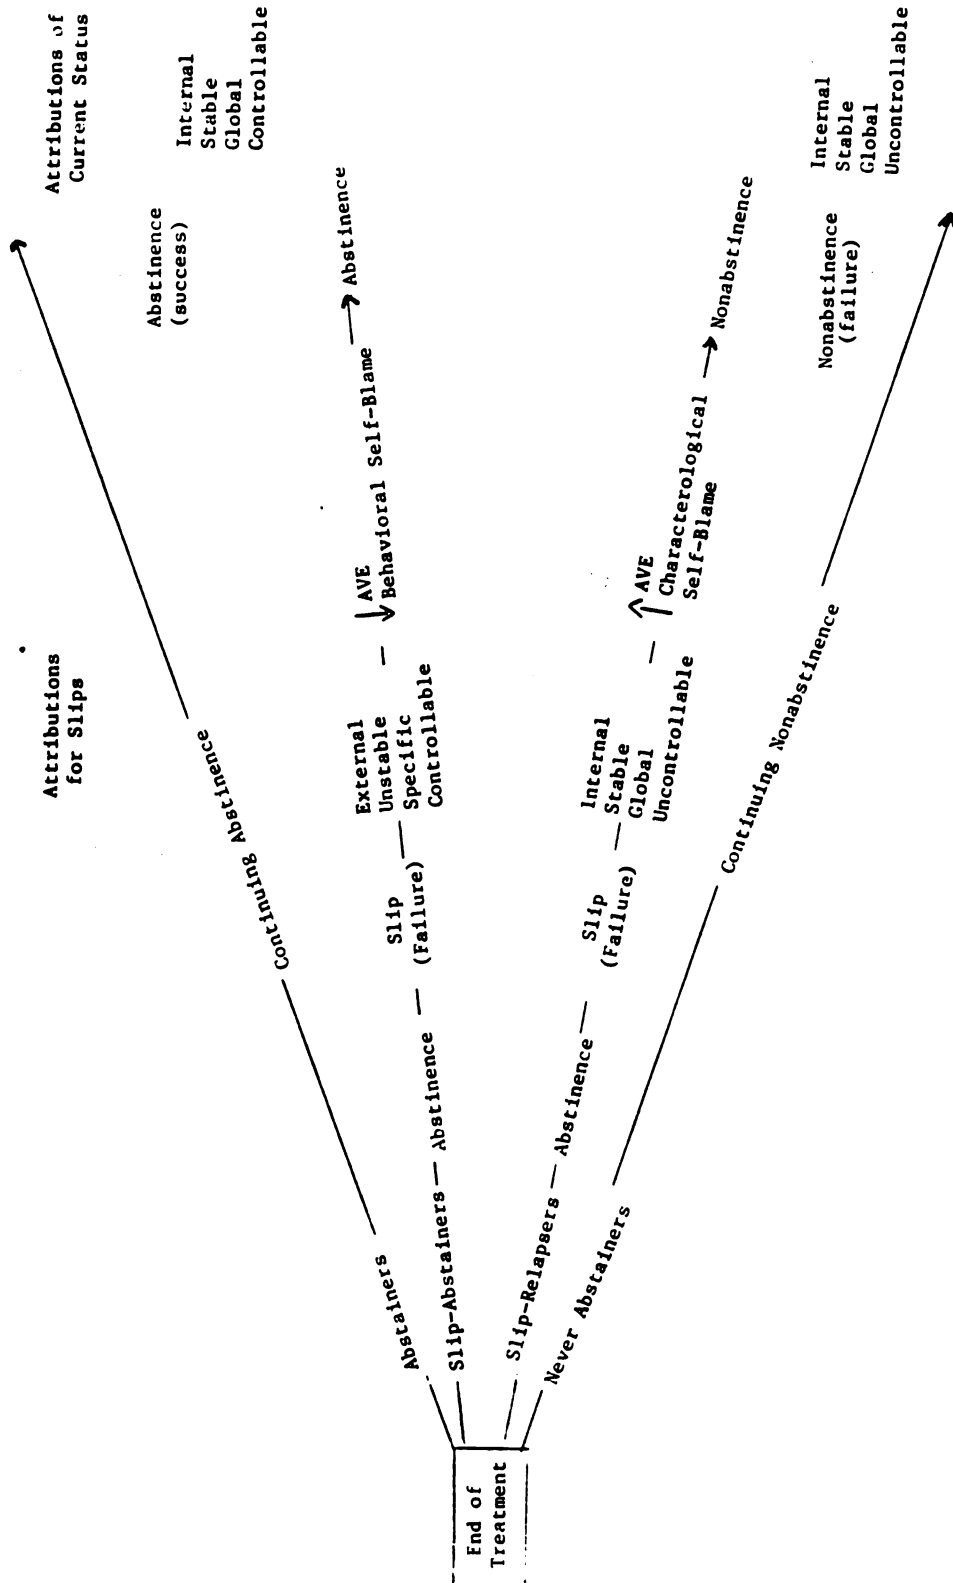 Attributions
for Slips
Attributions of
Current Status
End of
Treatment
Abstainers
Continuing Abstinence
Abstinence
(success)
Internal
Stable
Global
Controllable
Slip-Abstainers
Abstinence
Slip
(Failure)
External
Unstable
Specific
Controllable
AVE
Behavioral Self-Blame
Abstinence
Slip-Relapsers
Abstinence
Slip
(Failure)
Internal
Stable
Global
Uncontrollable
AVE
Characterological
Self-Blame
Nonabstinence
Never Abstainers
Continuing Nonabstinence
Nonabstinence
(failure)
Internal
Stable
Global
Uncontrollable